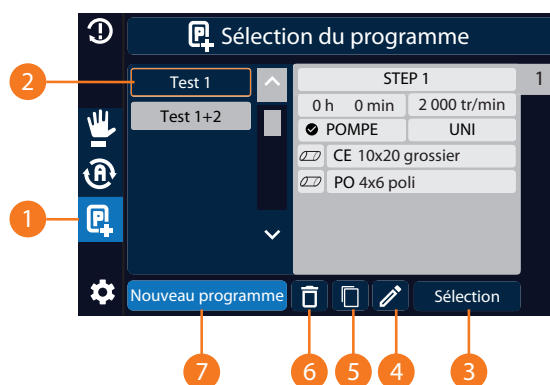 Sélection du programme
2
Test 1
Test 1+2
STEP 1
1
0 h 0 min
2 000 tr/min
POMPE
UNI
CE 10x20 grossier
PO 4x6 poli
1
Nouveau programme
Sélection
7
6
5
4
3